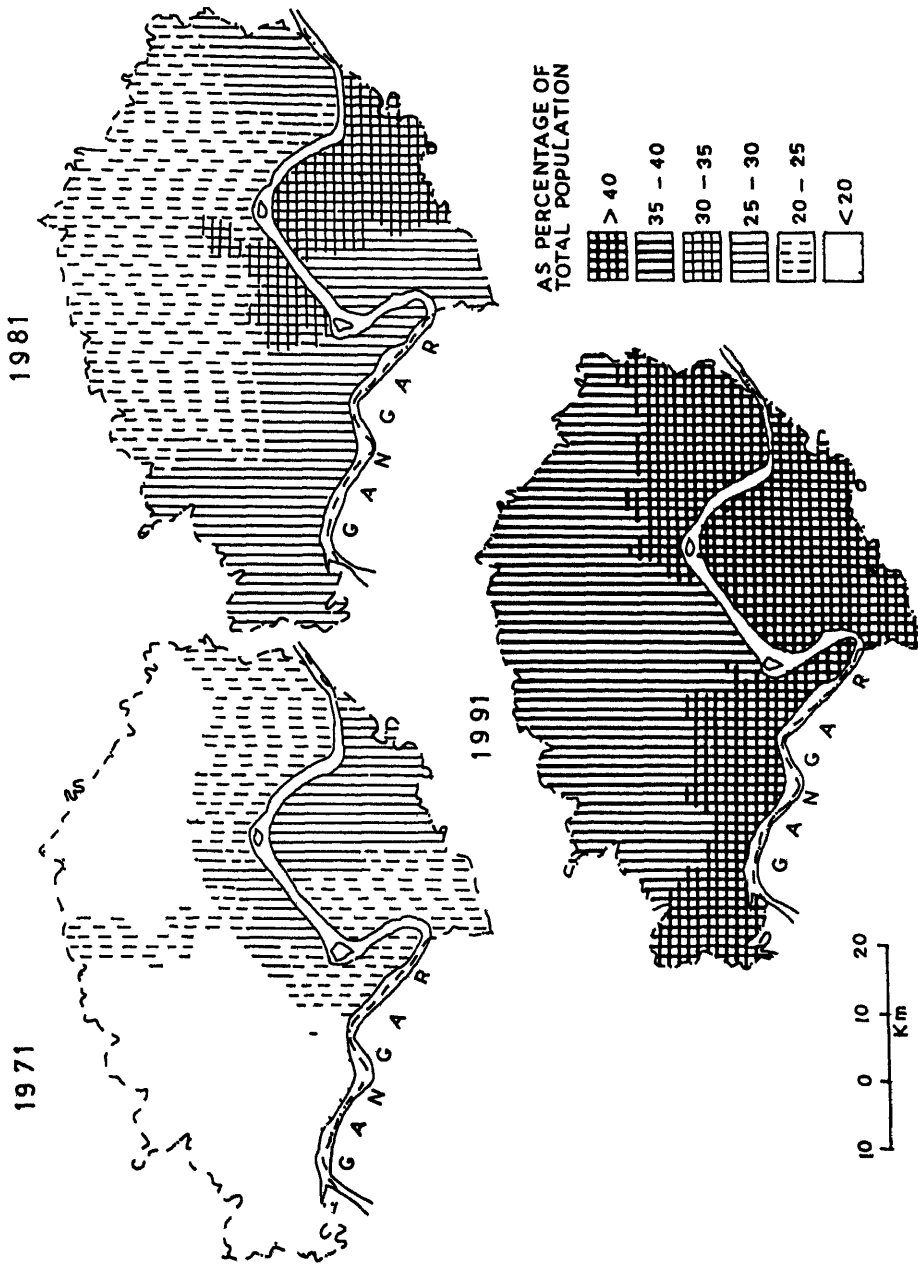 1971
GANGA R
1981
GANGA R
1991
GANGA R
AS PERCENTAGE OF
TOTAL POPULATION
> 40
35 - 40
30 - 35
25 - 30
20 - 25
<20
10 0 10 20
Km